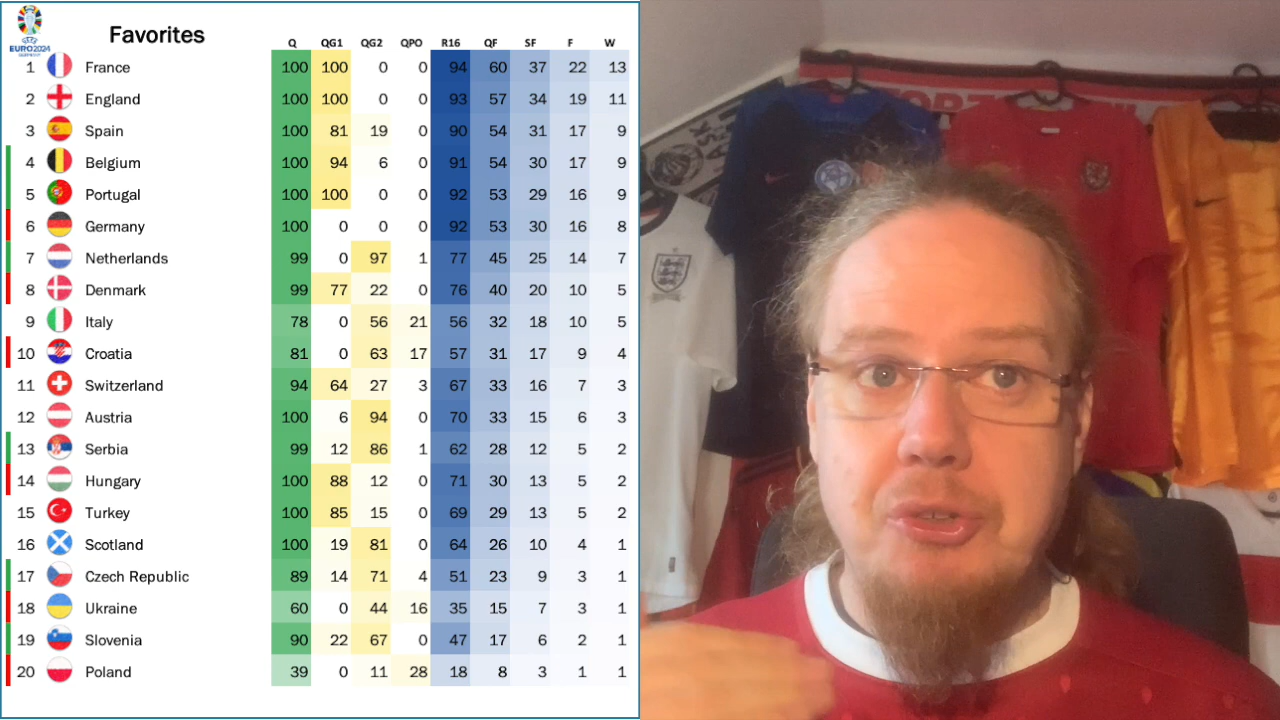 EURO2024
GERMANY
Favorites
Q QG1 QG2 QPO R16 QF SF F W
1 France 100 100 0 0 94 60 37 22 13
2 England 100 100 0 0 93 57 34 19 11
3 Spain 100 81 19 0 90 54 31 17 9
4 Belgium 100 94 6 0 91 54 30 17 9
5 Portugal 100 100 0 0 92 53 29 16 9
6 Germany 100 0 0 0 92 53 30 16 8
7 Netherlands 99 0 97 1 77 45 25 14 7
8 Denmark 99 77 22 0 76 40 20 10 5
9 Italy 78 0 56 21 56 32 18 10 5
10 Croatia 81 0 63 17 57 31 17 9 4
11 Switzerland 94 64 27 3 67 33 16 7 3
12 Austria 100 6 94 0 70 33 15 6 3
13 Serbia 99 12 86 1 62 28 12 5 2
14 Hungary 100 88 12 0 71 30 13 5 2
15 Turkey 100 85 15 0 69 29 13 5 2
16 Scotland 100 19 81 0 64 26 10 4 1
17 Czech Republic 89 14 71 4 51 23 9 3 1
18 Ukraine 60 0 44 16 35 15 7 3 1
19 Slovenia 90 22 67 0 47 17 6 2 1
20 Poland 39 0 11 28 18 8 3 1 1